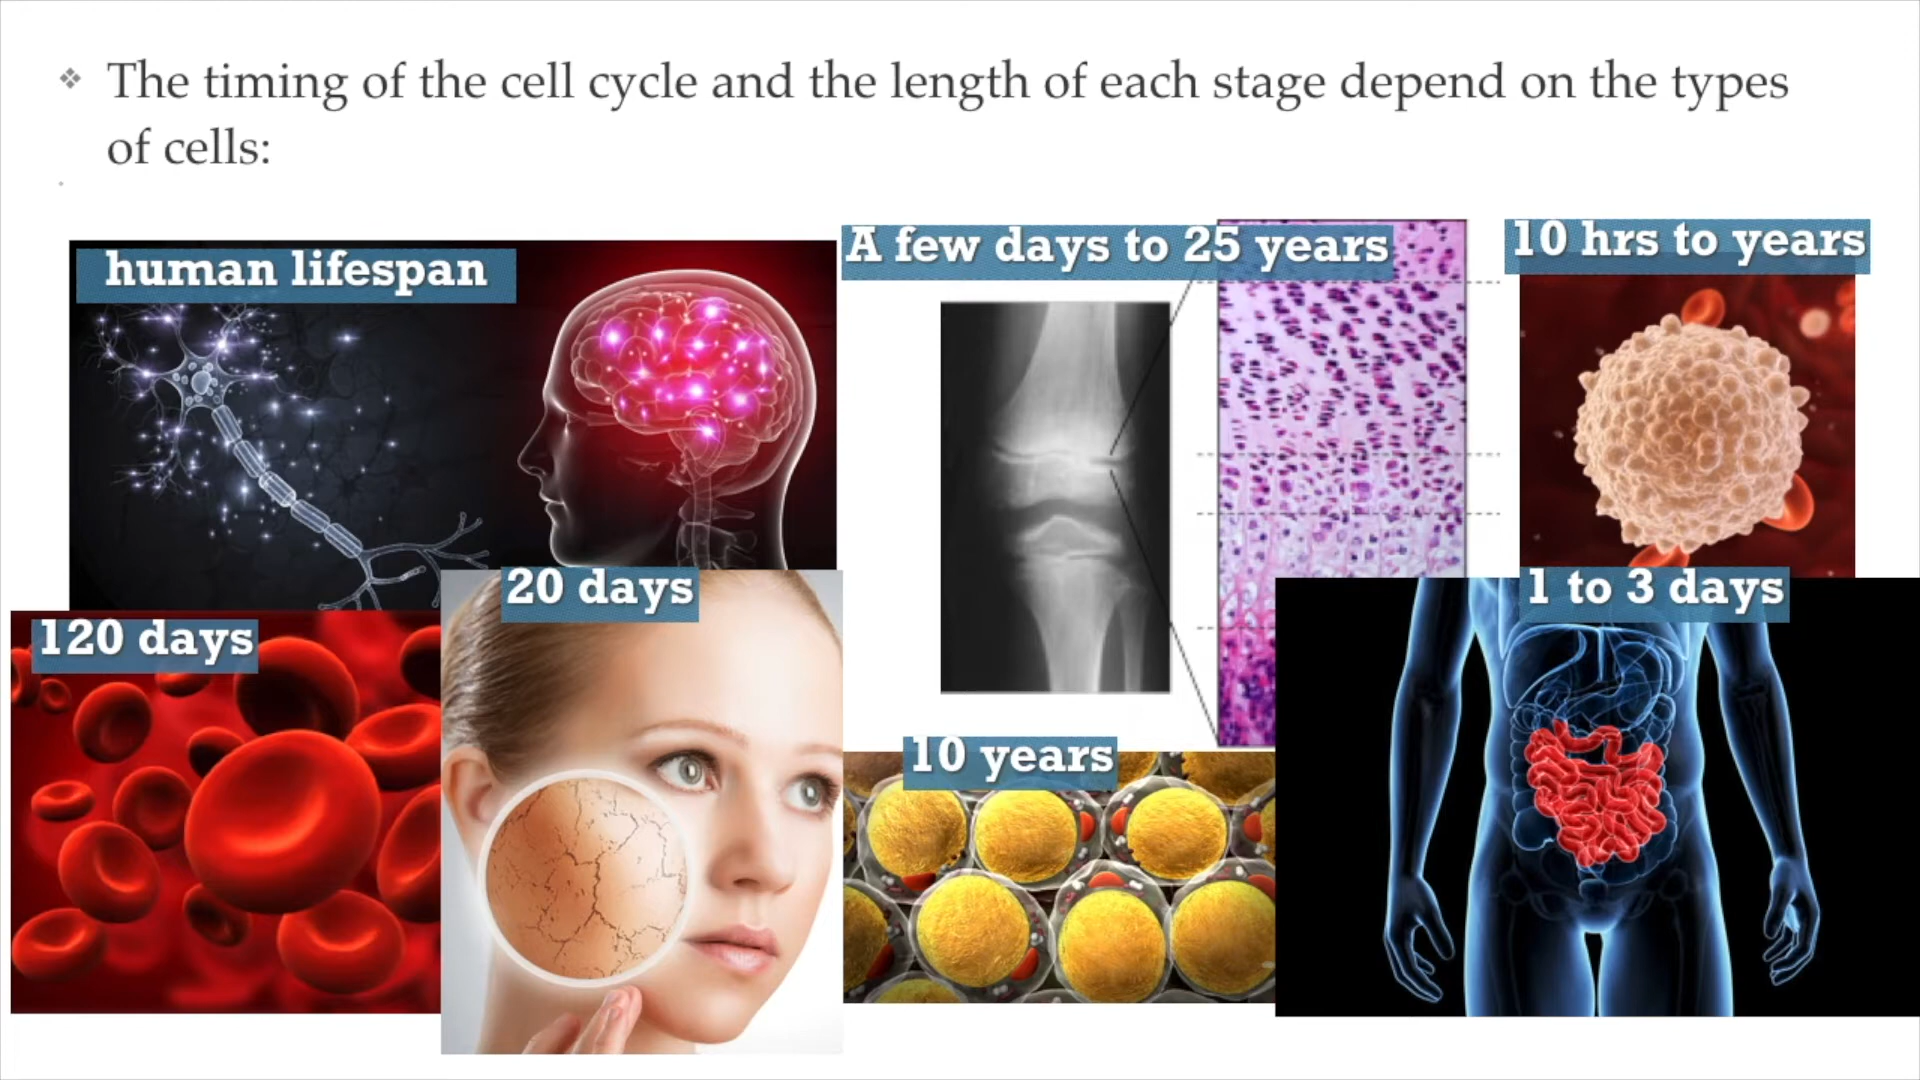 The timing of the cell cycle and the length of each stage depend on the types
of cells:
human lifespan
A few days to 25 years
10 hrs to years
120 days
20 days
10 years
1 to 3 days